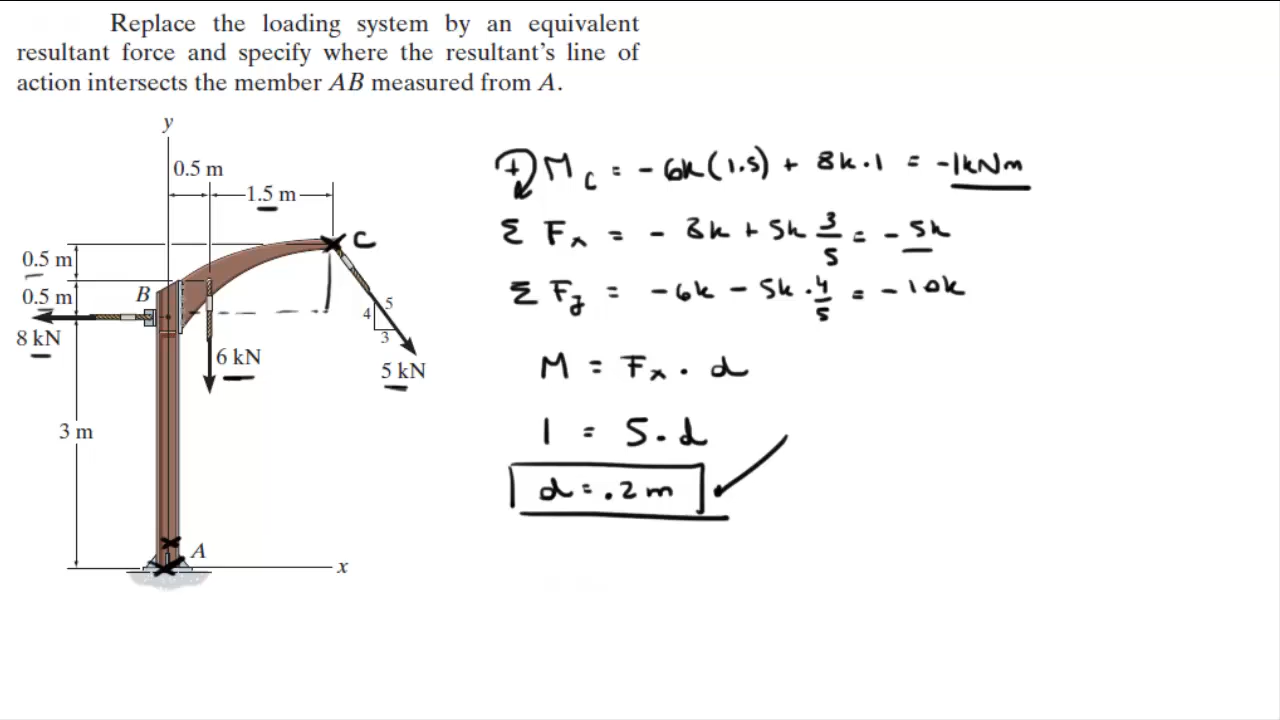 Replace the loading system by an equivalent
resultant force and specify where the resultant's line of
action intersects the member AB measured from A.
y
0.5 m
1.5 m
C
0.5 m
0.5 m
B
8 kN
6 kN
5
4
3
5 kN
3 m
A
x
+ M_C = -6k(1.5) + 8k.1 = -1kNm
Σ F_x = - 8k + 5k 3/5 = - 5k
Σ F_y = -6k - 5k . 4/5 = -10k
M = F_x . d
1 = 5 . d
d = .2 m